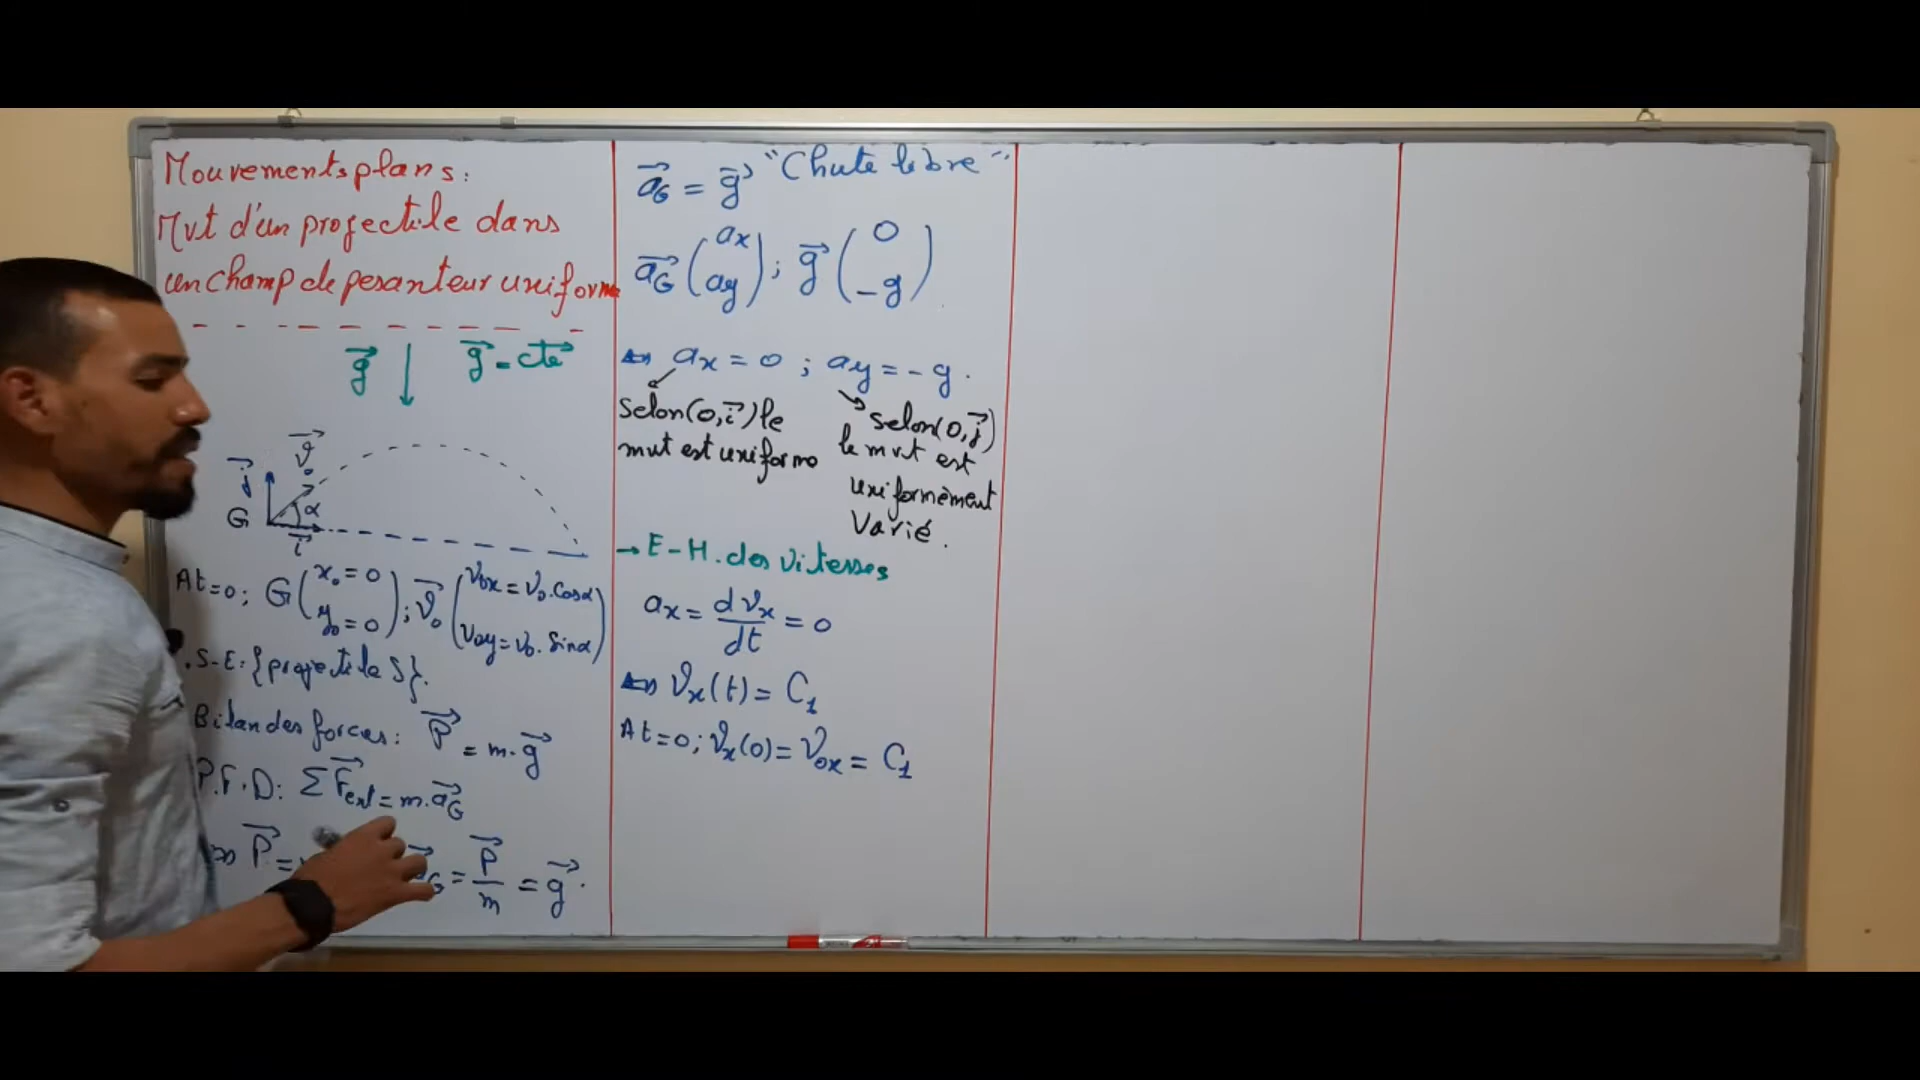 Mouvements plans:
Mvt d'un projectile dans
un champ de pesanteur uniforme
g⃗ ↓ g⃗ = cte⃗
v⃗₀
j⃗
G α
i⃗
At=0; G(x₀ = 0
y₀ = 0); v⃗₀(v₀x = v₀.cosα
v₀y = v₀.sinα)
.S-E: {projectile S}.
Bilan des forces: P⃗ = m.g⃗
P.F.D: ΣF⃗ext = m.a⃗G
P⃗ = a⃗G = P⃗/m = g⃗.
a⃗G = g⃗ "Chute libre"
a⃗G(ax
ay); g⃗(0
-g)
⇔ ax = 0 ; ay = -g.
Selon (O,i⃗) le
mvt est uniforme
selon (O,j⃗)
le mvt est
uniformèment
Varié.
→ E-H. des Vitesses
ax = dvx/dt = 0
⇔ vx(t) = C₁
At=0; vx(0) = V₀x = C₁